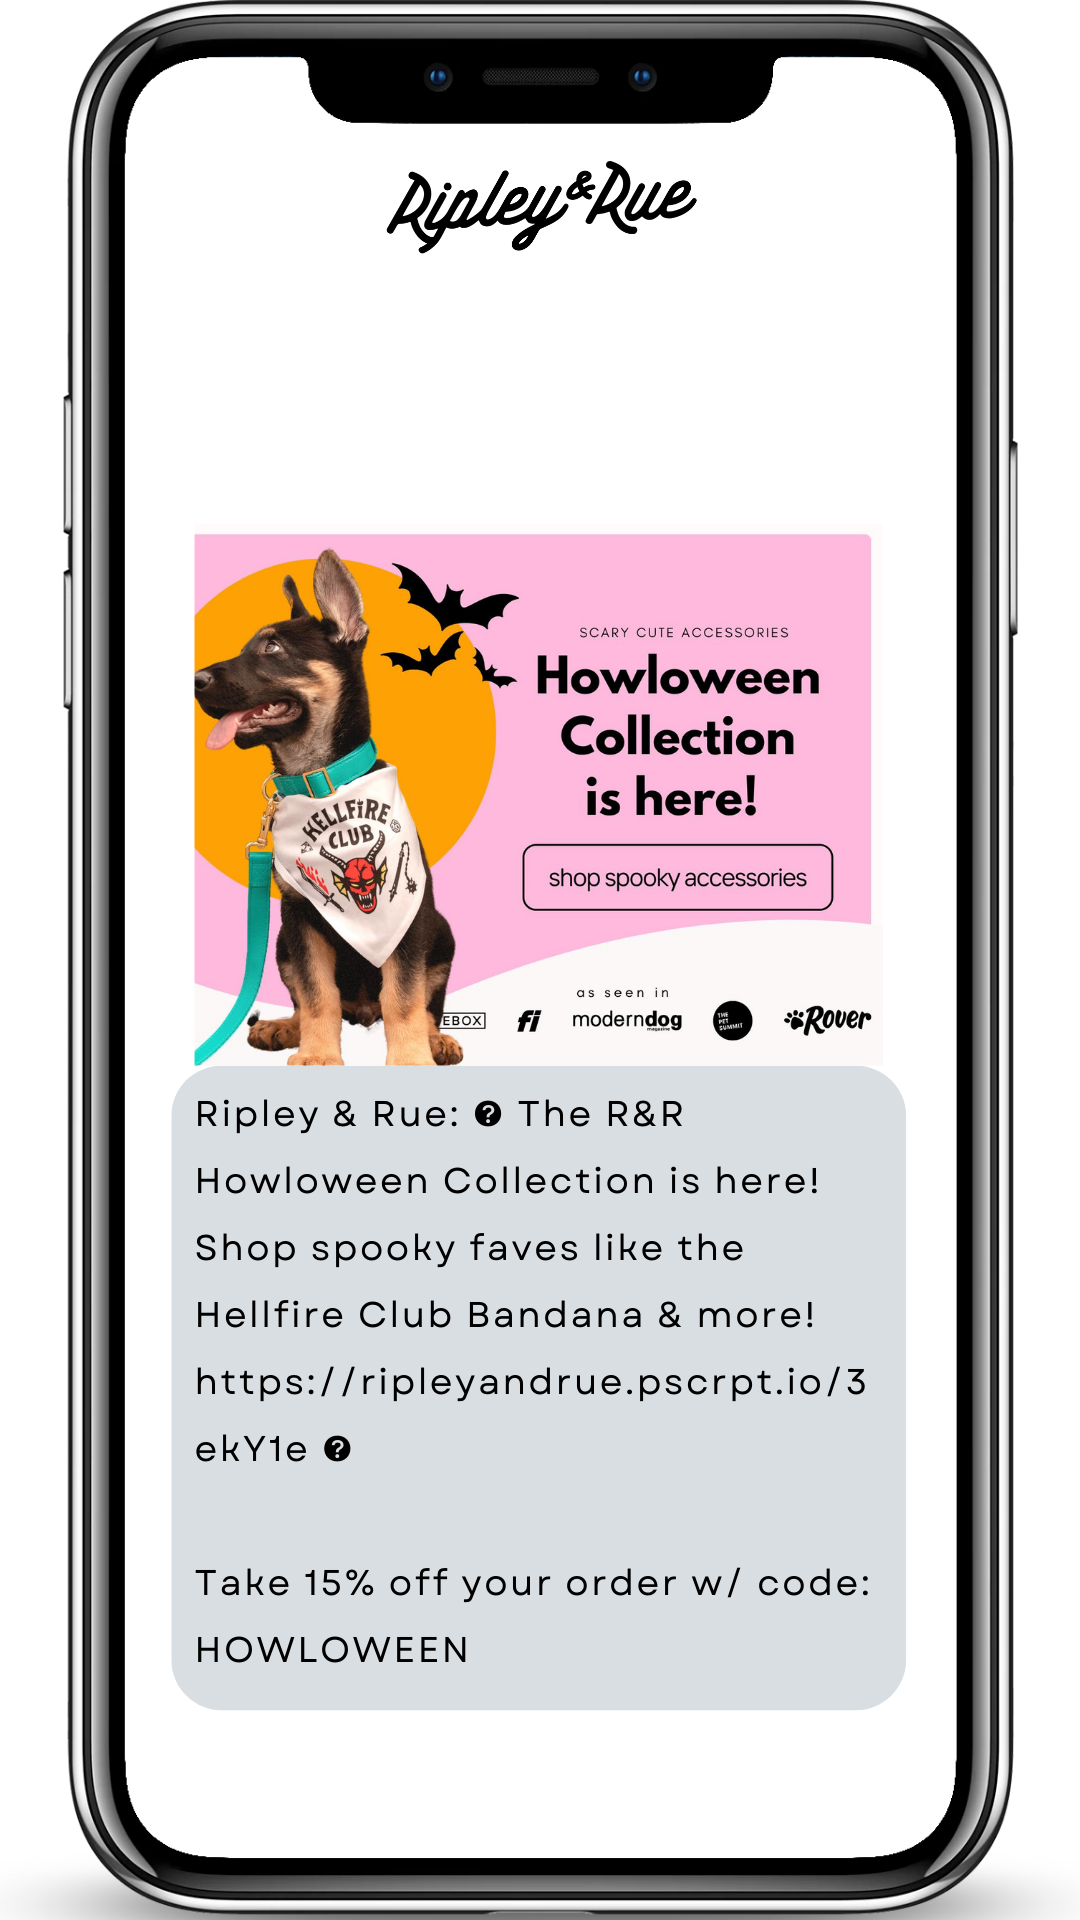 Ripley & Rue
SCARY CUTE ACCESSORIES
Howloween
Collection
is here!
shop spooky accessories
HELLFIRE
CLUB
as seen in
EBOX fi moderndog magazine THE PET SUMMIT Rover
Ripley & Rue: ? The R&R
Howloween Collection is here!
Shop spooky faves like the
Hellfire Club Bandana & more!
https://ripleyandrue.pscrpt.io/3
ekY1e ?
Take 15% off your order w/ code:
HOWLOWEEN